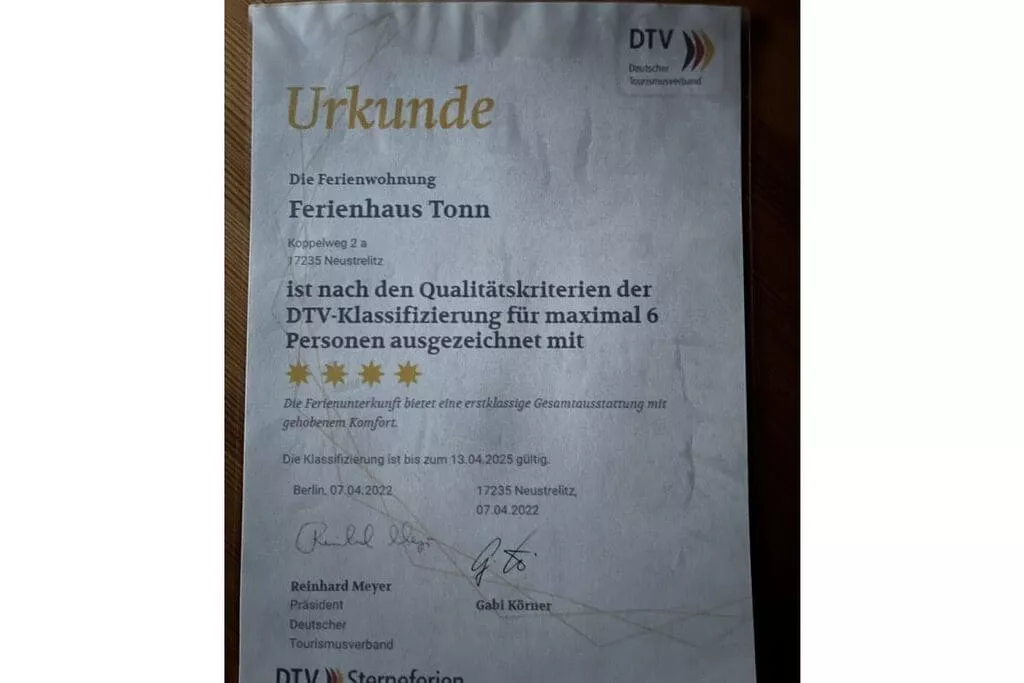 DTV
Deutscher
Tourismusverband
Urkunde
Die Ferienwohnung
Ferienhaus Tonn
Koppelweg 2 a
17235 Neustrelitz
ist nach den Qualitätskriterien der
DTV-Klassifizierung für maximal 6
Personen ausgezeichnet mit
Die Ferienunterkunft bietet eine erstklassige Gesamtausstattung mit
gehobenem Komfort.
Die Klassifizierung ist bis zum 13.04.2025 gültig.
Berlin, 07.04.2022
17235 Neustrelitz,
07.04.2022
Reinhard Meyer
Präsident
Deutscher
Tourismusverband
Gabi Körner
DTV Sterneferien